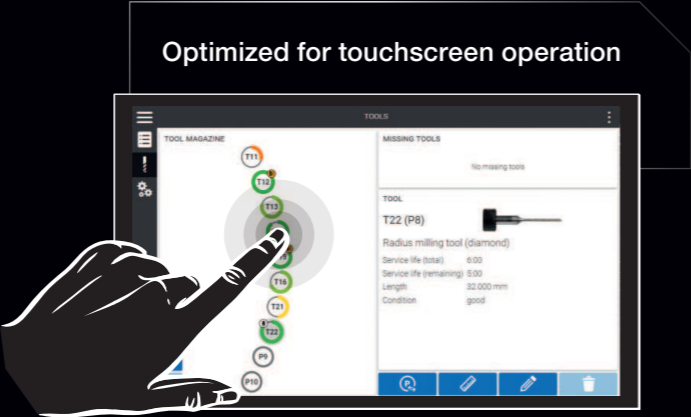 Optimized for touchscreen operation
TOOLS
TOOL MAGAZINE
T11
T12
T13
T16
T21
T22
P9
P10
MISSING TOOLS
No missing tools
TOOL
T22 (P8)
Radius milling tool (diamond)
Service life (total) 6:00
Service life (remaining) 5:00
Length 32.000 mm
Condition good